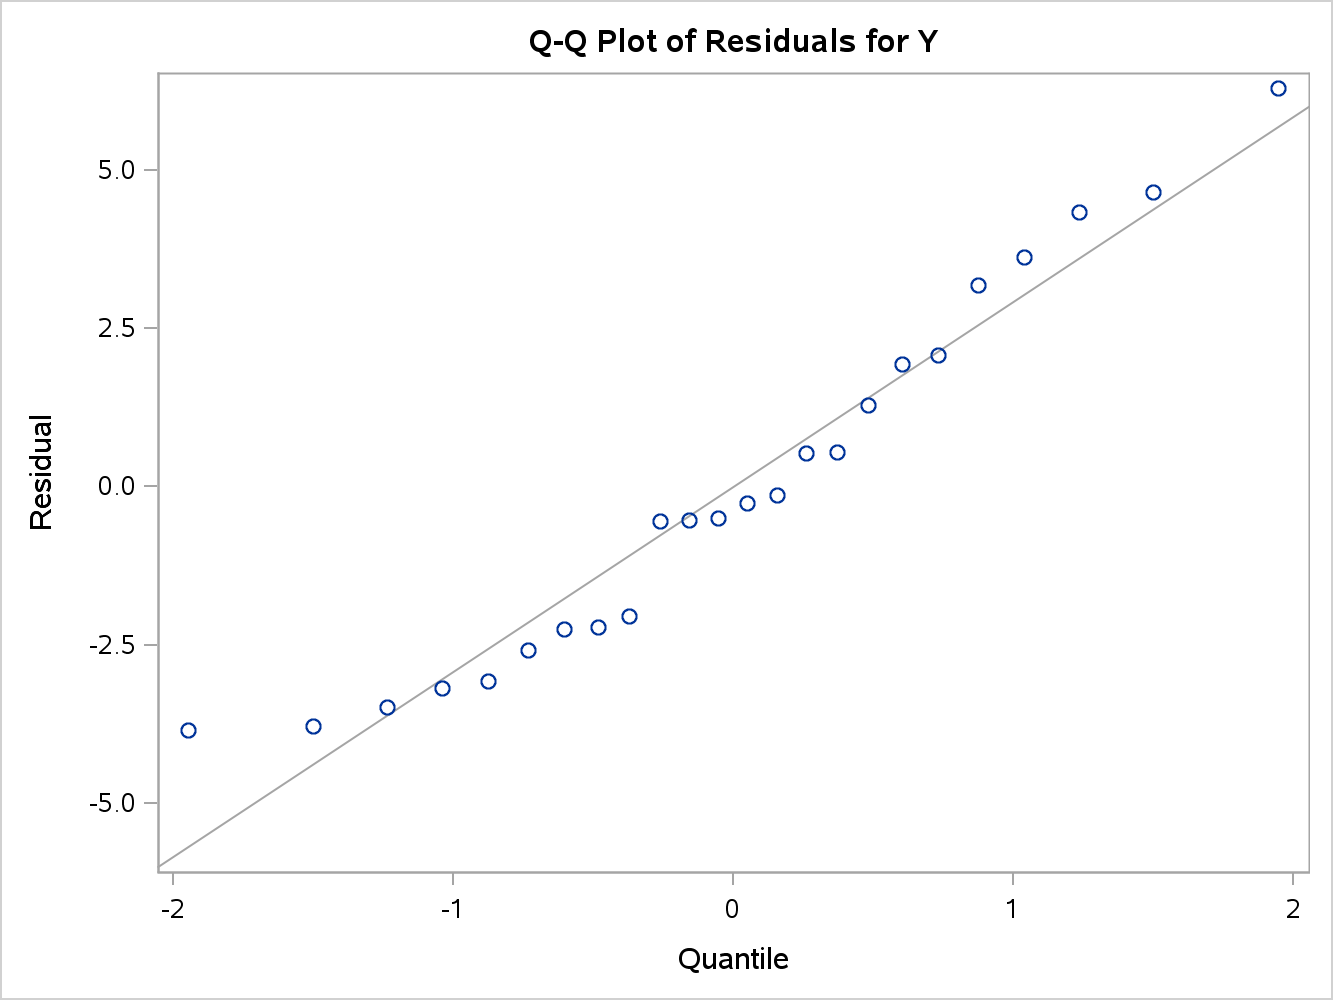 Q-Q Plot of Residuals for Y
5.0
2.5
0.0
-2.5
-5.0
Residual
-2 -1 0 1 2
Quantile